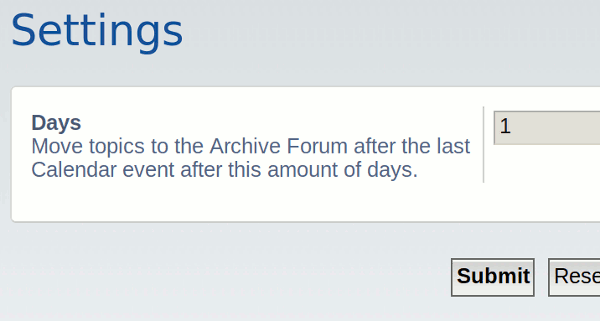 Settings
Days
Move topics to the Archive Forum after the last
Calendar event after this amount of days.
1
Submit
Rese